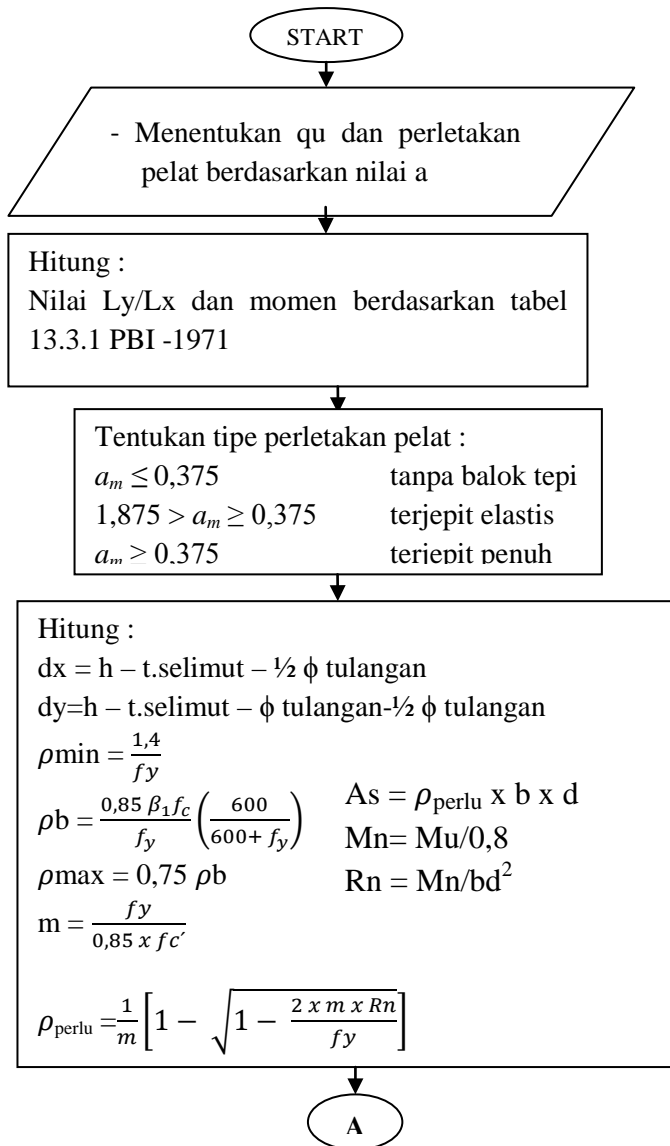 START
- Menentukan qu dan perletakan
pelat berdasarkan nilai a
Hitung :
Nilai Ly/Lx dan momen berdasarkan tabel
13.3.1 PBI -1971
Tentukan tipe perletakan pelat :
aₘ ≤ 0,375 tanpa balok tepi
1,875 > aₘ ≥ 0,375 terjepit elastis
aₘ ≥ 0,375 terjepit penuh
Hitung :
dx = h – t.selimut – ½ ϕ tulangan
dy=h – t.selimut – ϕ tulangan-½ ϕ tulangan
ρmin = 1,4/fy
ρb = 0,85 β₁f_c/f_y (600/(600+ f_y))
ρmax = 0,75 ρb
m = fy/(0,85 x fc′)
ρperlu =1/m [1 − √(1 − (2 x m x Rn)/fy)]
As = ρperlu x b x d
Mn= Mu/0,8
Rn = Mn/bd²
A